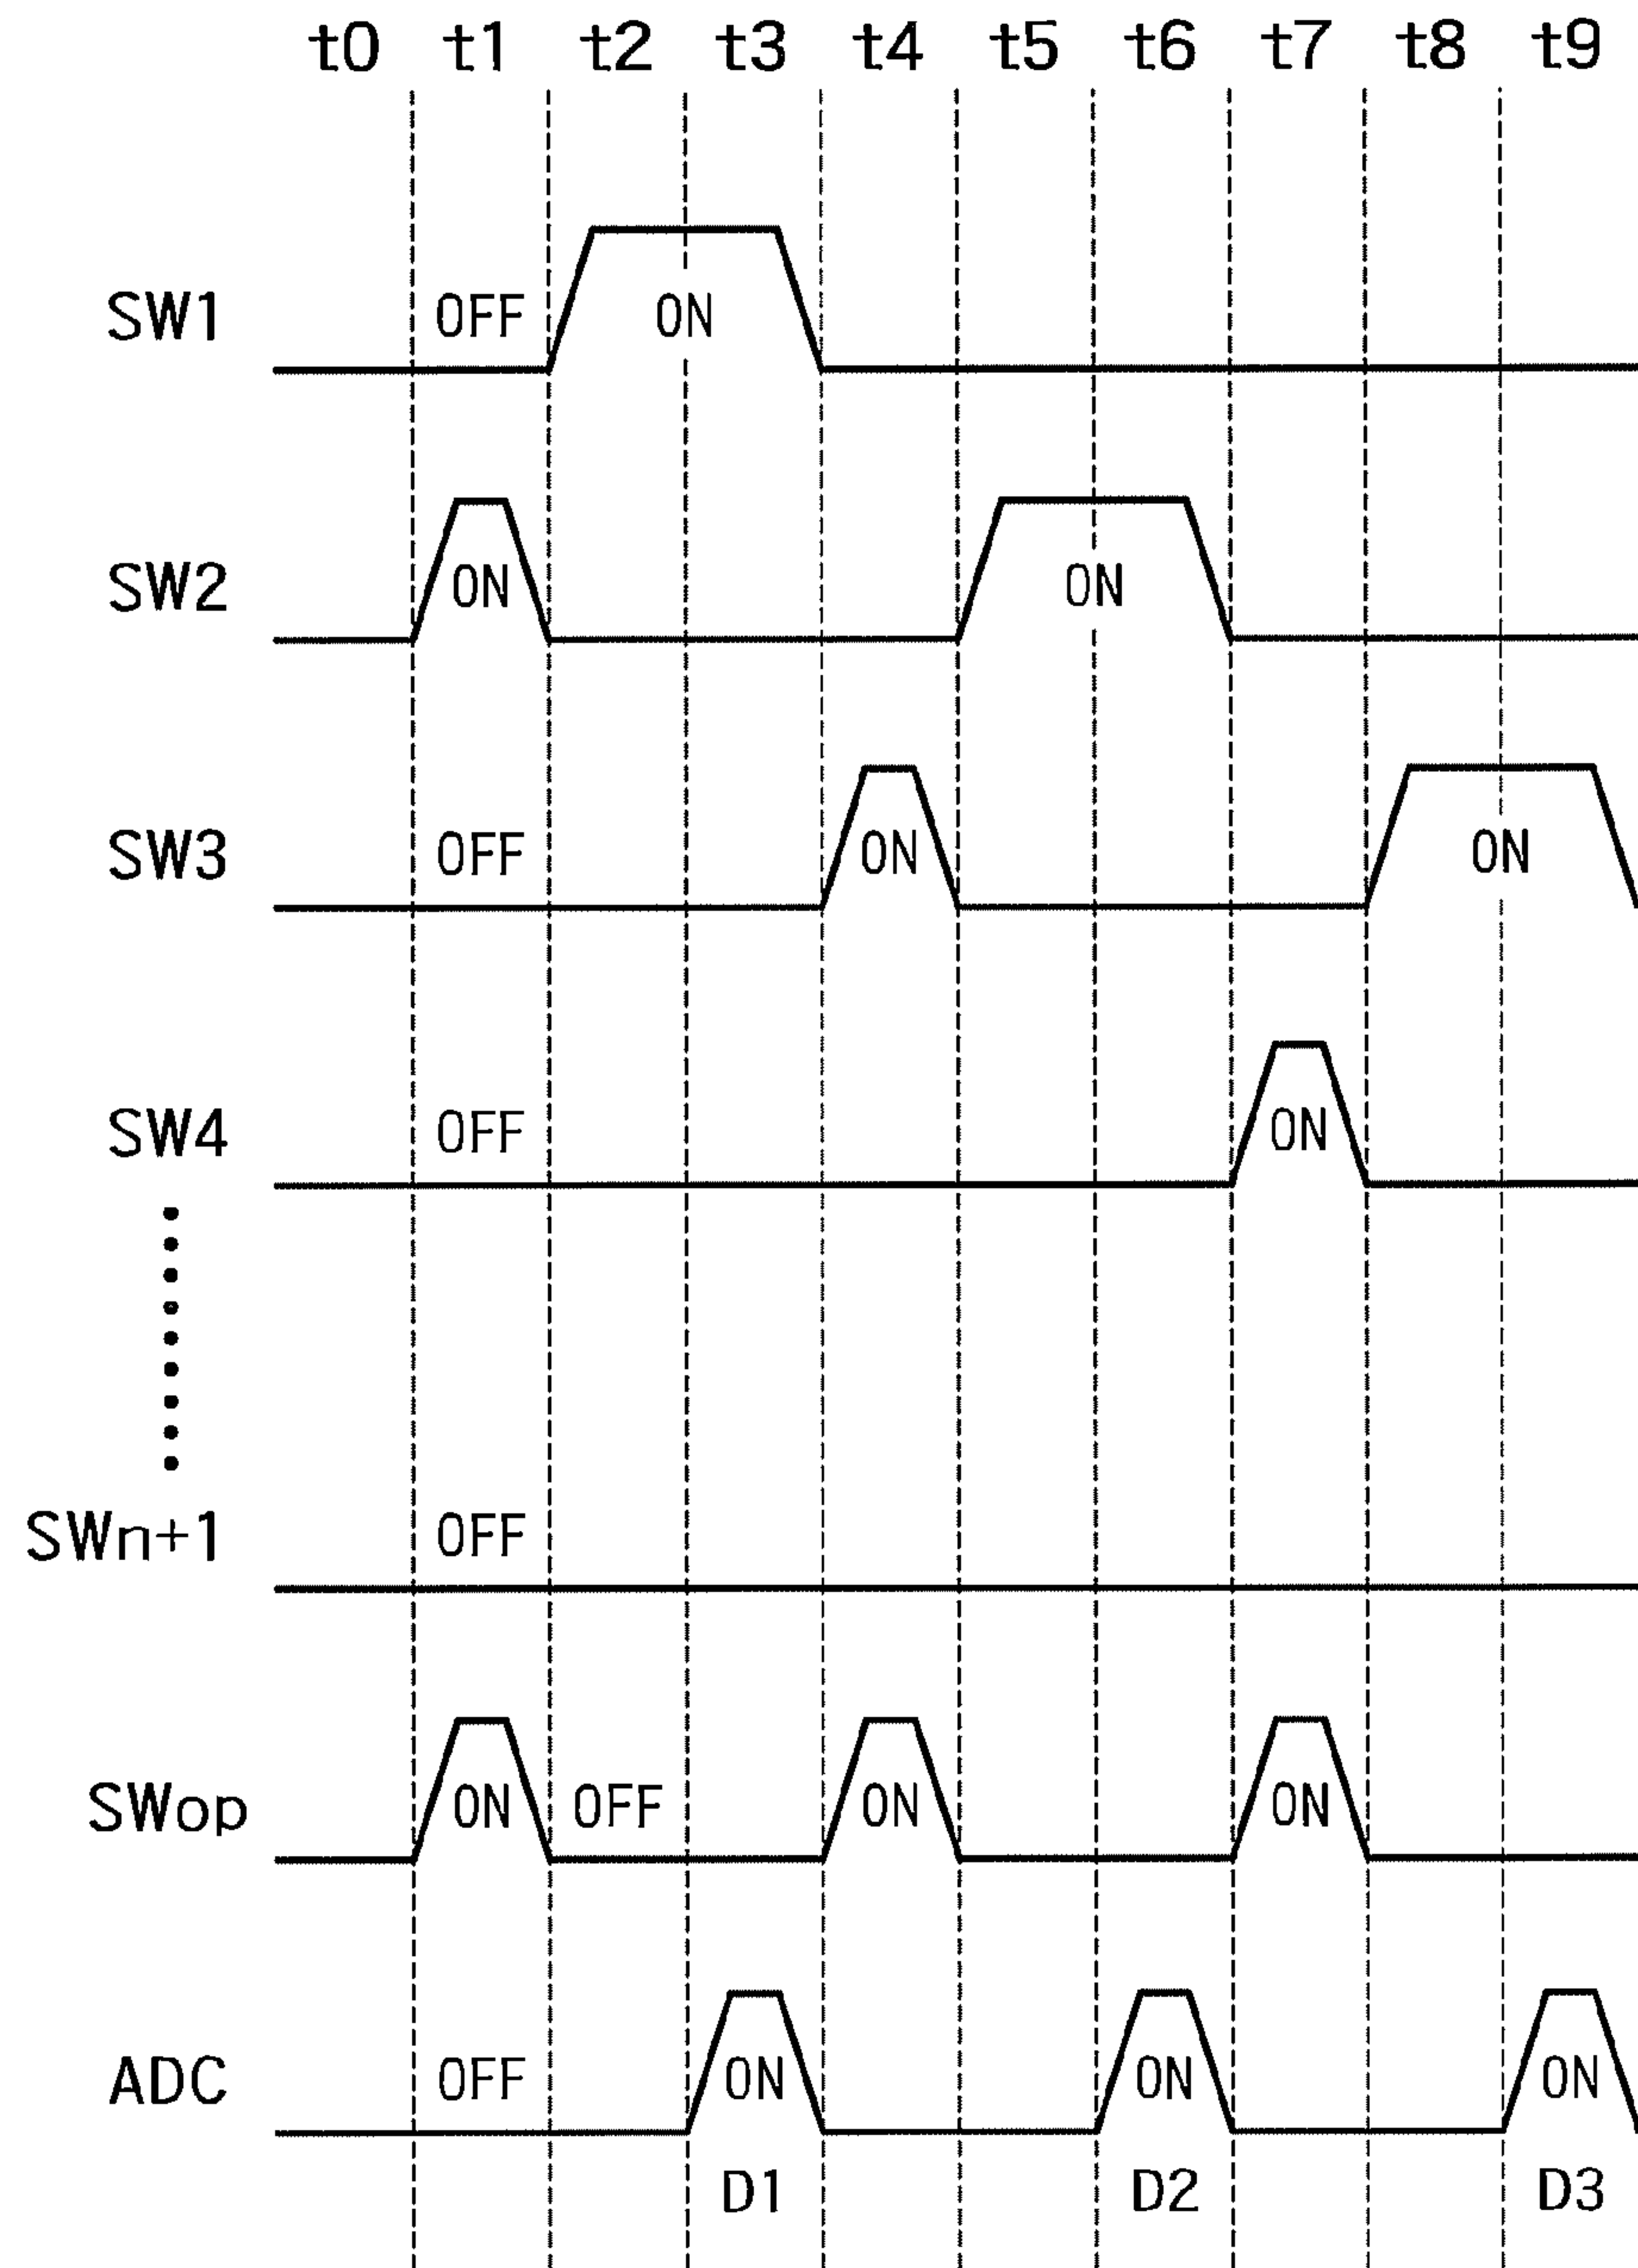 t0 t1 t2 t3 t4 t5 t6 t7 t8 t9
SW1 OFF ON
SW2 ON ON
SW3 OFF ON ON
SW4 OFF ON
SWn+1 OFF
SWop ON OFF ON ON
ADC OFF ON ON ON
D1 D2 D3